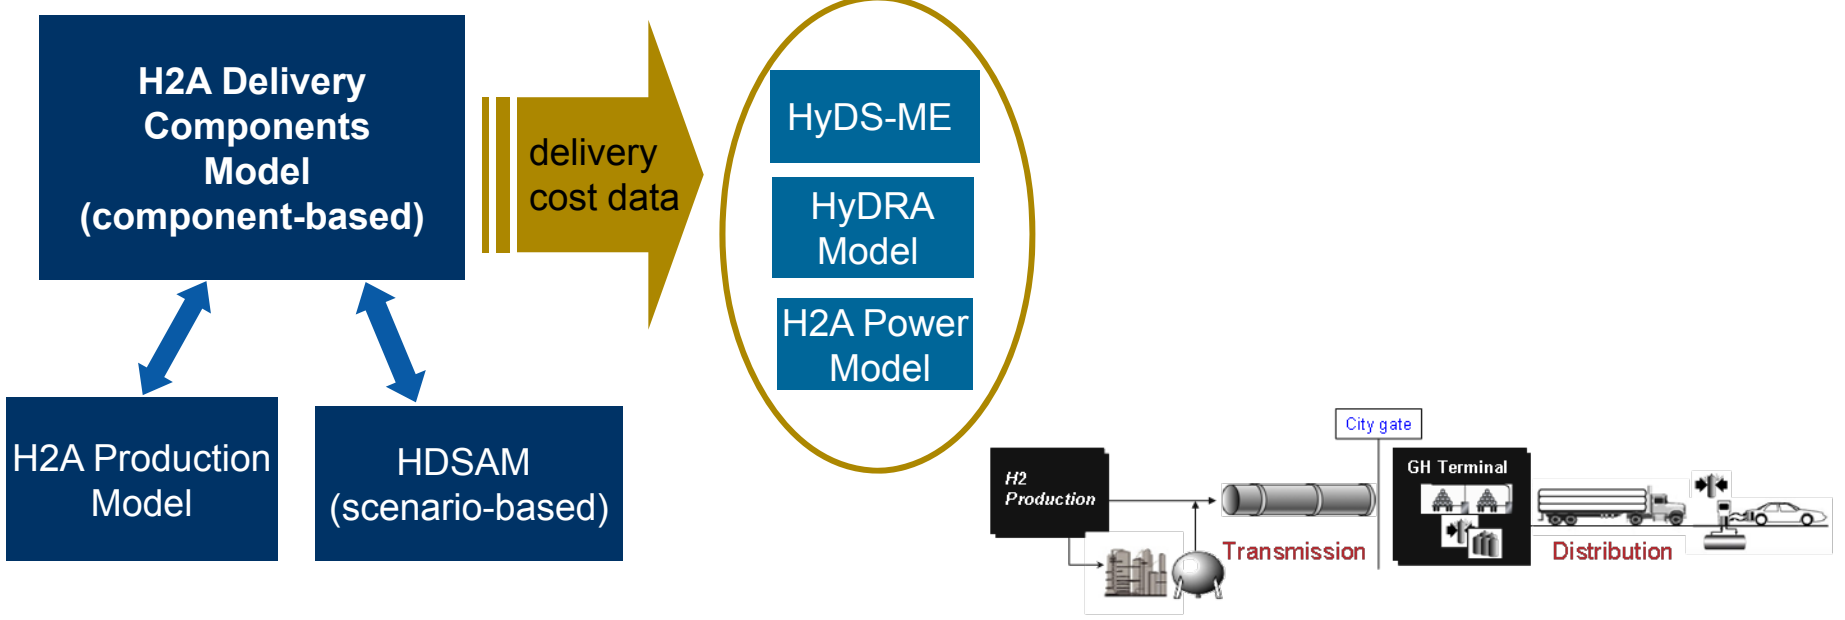 H2A Delivery
Components
Model
(component-based)
delivery
cost data
HyDS-ME
HyDRA
Model
H2A Power
Model
H2A Production
Model
HDSAM
(scenario-based)
City gate
H2
Production
GH Terminal
Transmission
Distribution